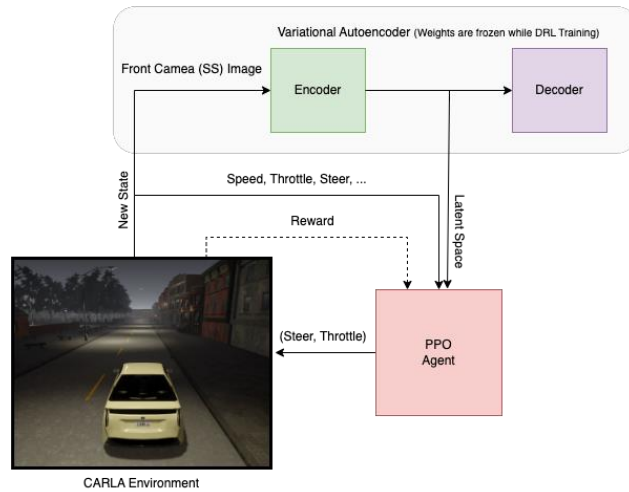 Variational Autoencoder (Weights are frozen while DRL Training)
Front Camea (SS) Image
Encoder
Decoder
New State
Speed, Throttle, Steer, ...
Latent Space
Reward
(Steer, Throttle)
PPO
Agent
CARLA Environment